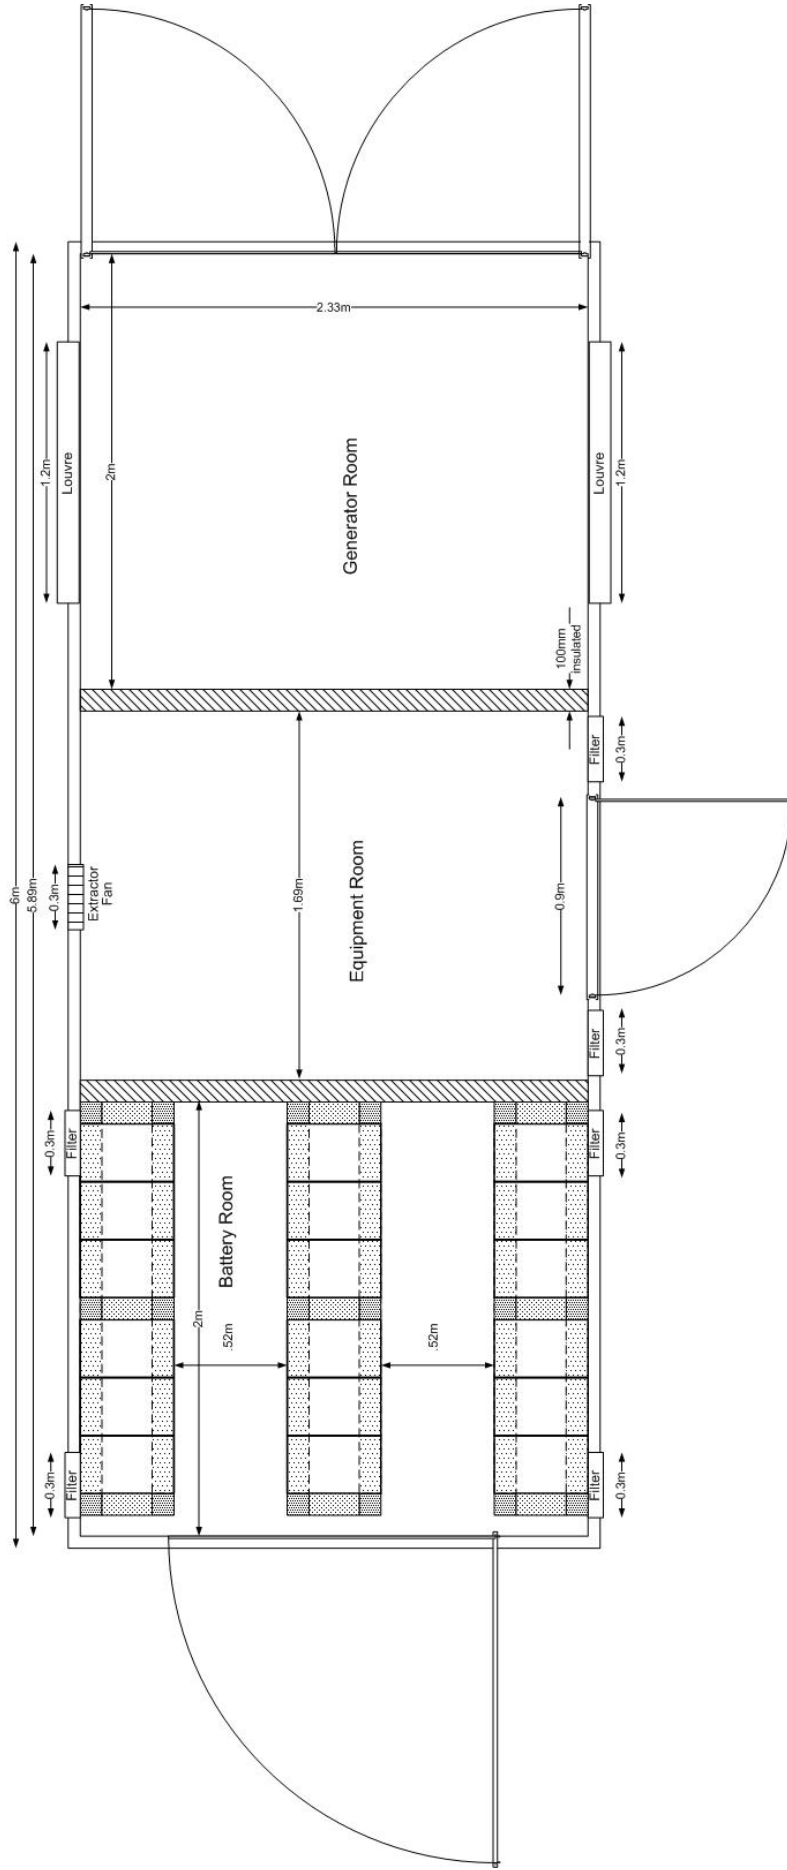 2.33m
1.2m
Louvre
2m
Generator Room
Louvre
1.2m
6m
5.89m
100mm
insulated
Filter
0.3m
0.3m
Extractor
Fan
1.69m
Equipment Room
0.9m
Filter
0.3m
0.3m
Filter
Battery Room
Filter
0.3m
2m
.52m
.52m
0.3m
Filter
Filter
0.3m